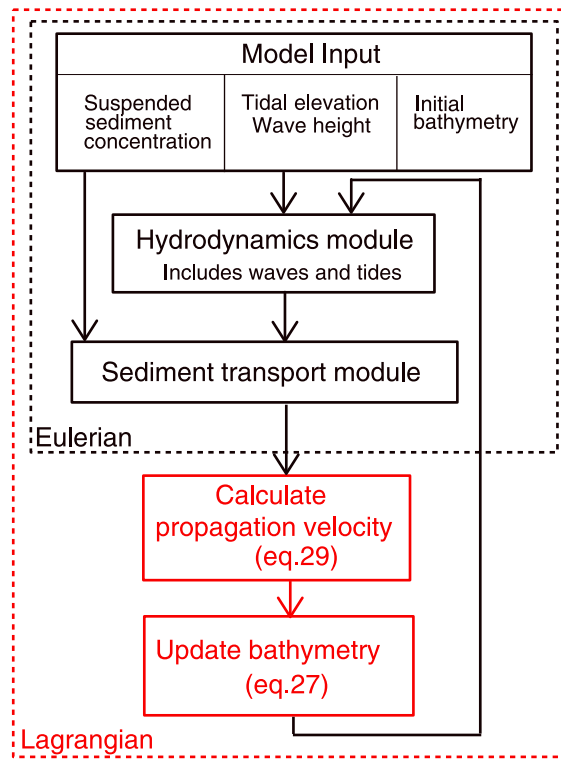 Model Input
Suspended
sediment
concentration
Tidal elevation
Wave height
Initial
bathymetry
Hydrodynamics module
Includes waves and tides
Sediment transport module
Eulerian
Calculate
propagation velocity
(eq.29)
Update bathymetry
(eq.27)
Lagrangian